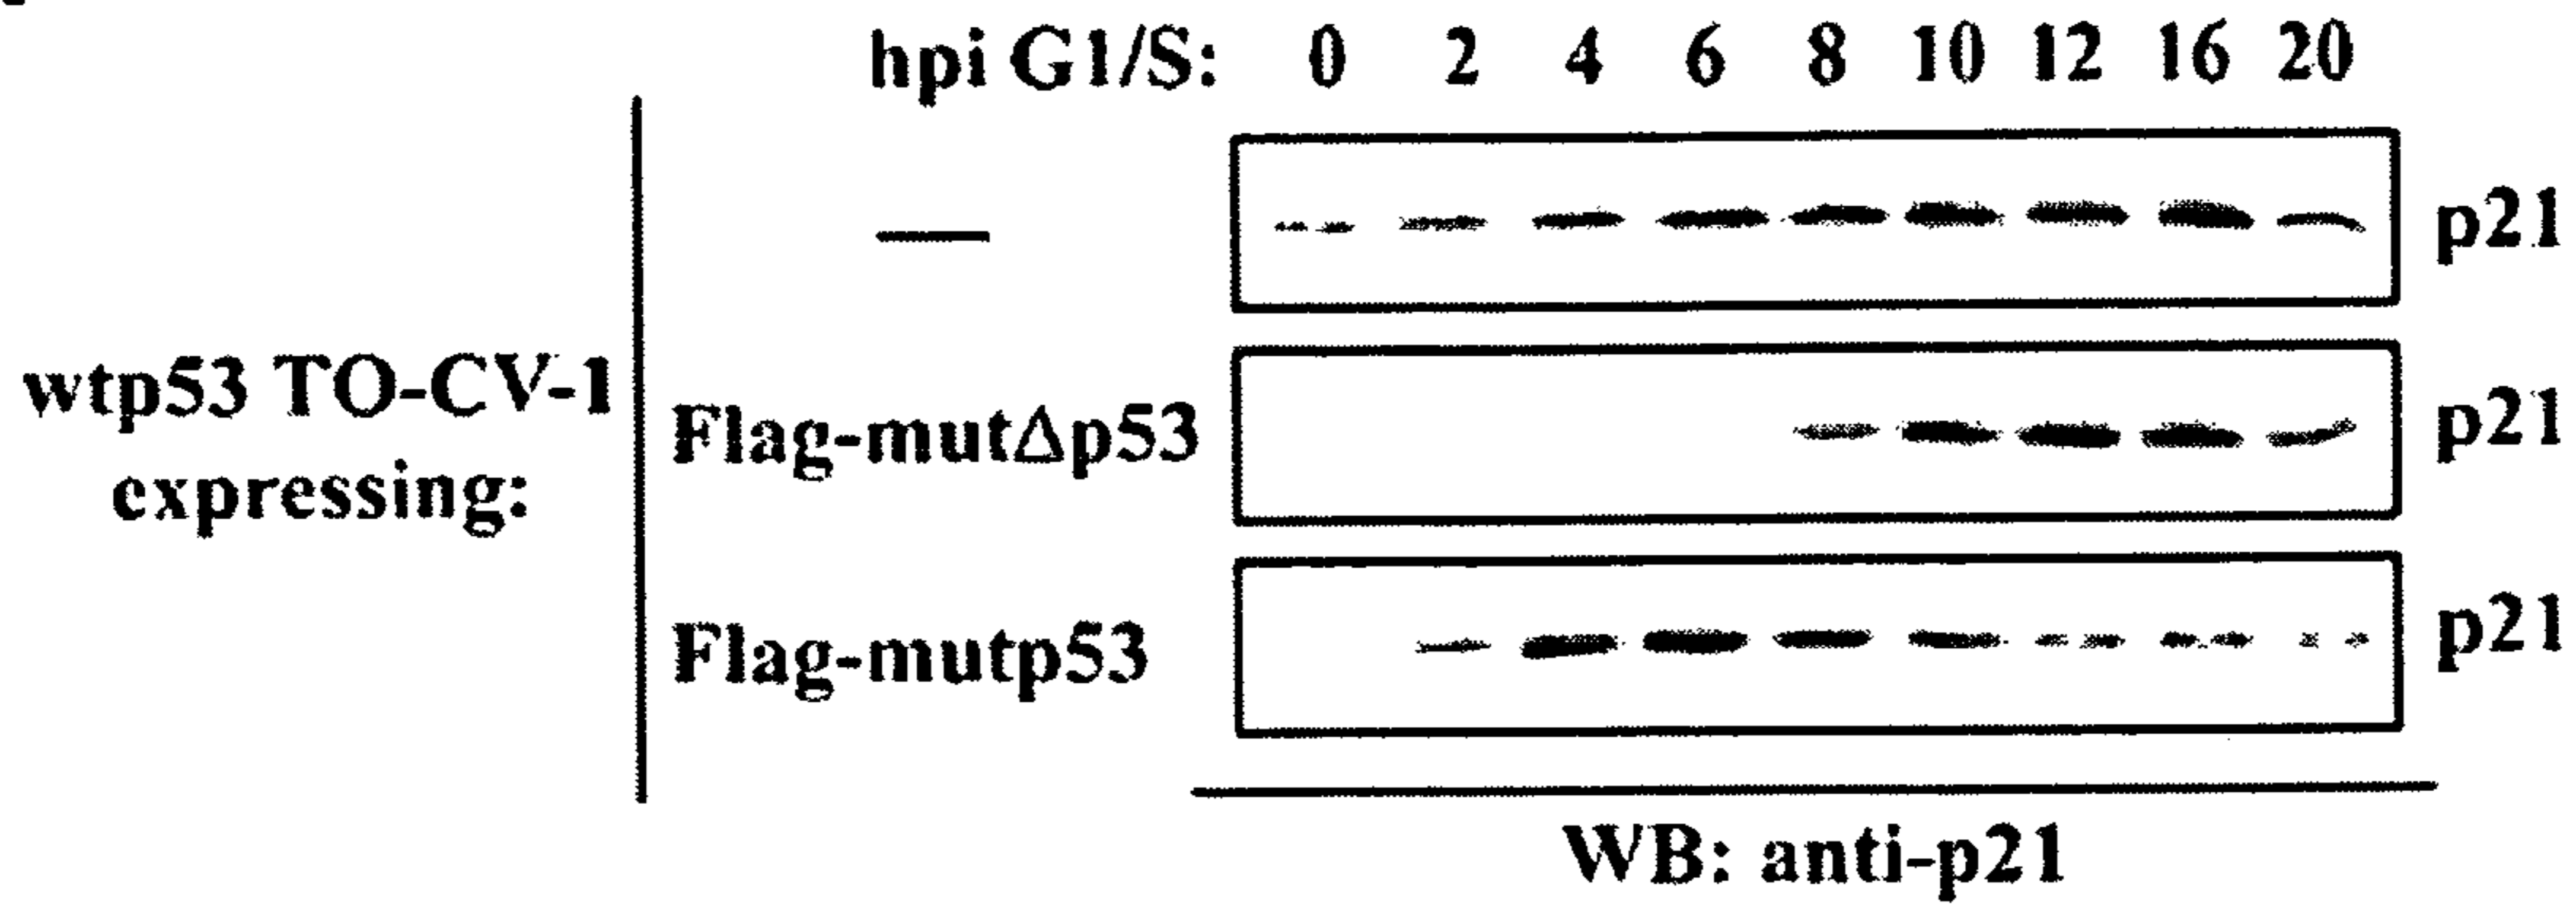 hpi G1/S: 0 2 4 6 8 10 12 16 20
— p21
wtp53 TO-CV-1
expressing:
Flag-mutΔp53 p21
Flag-mutp53 p21
WB: anti-p21